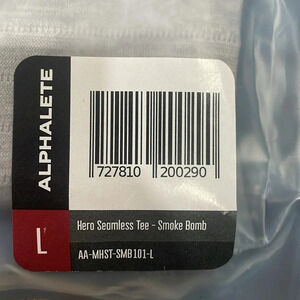 ALPHALETE
L
727810 200290
Hero Seamless Tee - Smoke Bomb
AA-MHST-SMB101-L